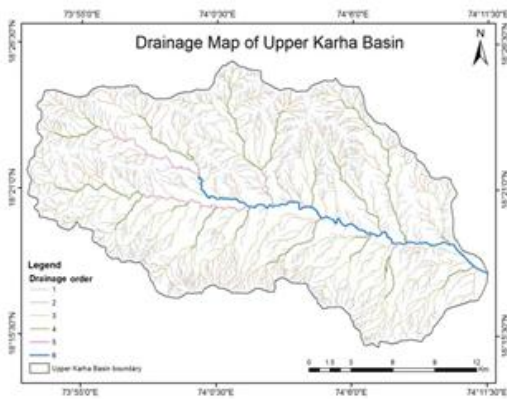 73°55'0"E 74°0'30"E 74°6'0"E 74°11'30"E
Drainage Map of Upper Karha Basin
N
18°26'30"N 18°26'30"N
18°21'0"N 18°21'0"N
18°15'30"N 18°15'30"N
Legend
Drainage order
1
2
3
4
5
6
Upper Karha Basin boundary
0 1.5 3 6 9 12
Km
73°55'0"E 74°0'30"E 74°6'0"E 74°11'30"E